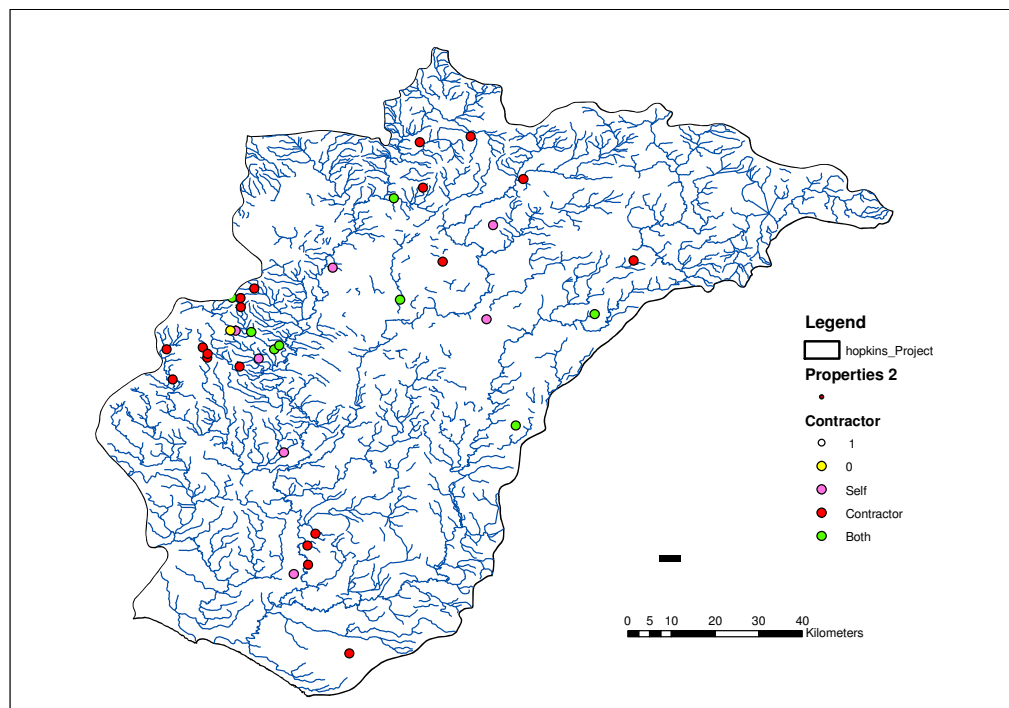 Legend
hopkins_Project
Properties 2
Contractor
1
0
Self
Contractor
Both
0 5 10 20 30 40
Kilometers